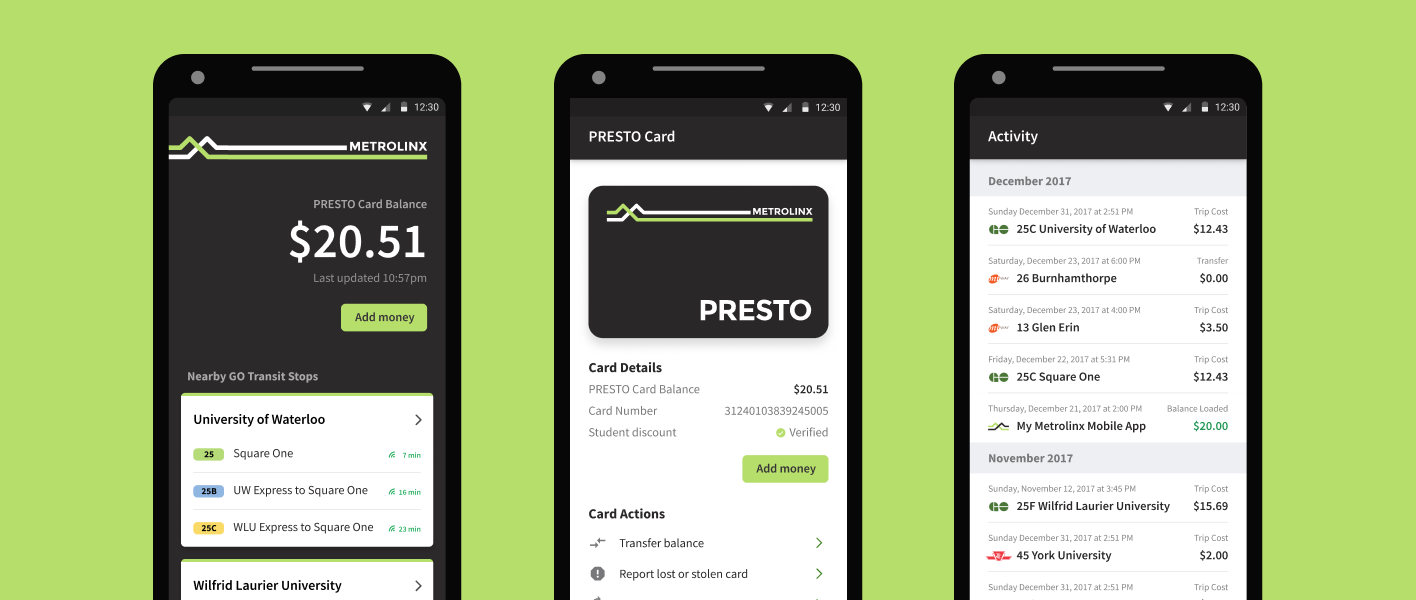 12:30
METROLINX
PRESTO Card Balance
$20.51
Last updated 10:57pm
Add money
Nearby GO Transit Stops
University of Waterloo
25 Square One 7 min
25B UW Express to Square One 16 min
25C WLU Express to Square One 23 min
Wilfrid Laurier University
12:30
PRESTO Card
METROLINX
PRESTO
Card Details
PRESTO Card Balance $20.51
Card Number 31240103839245005
Student discount Verified
Add money
Card Actions
Transfer balance
Report lost or stolen card
12:30
Activity
December 2017
Sunday December 31, 2017 at 2:51 PM Trip Cost
25C University of Waterloo $12.43
Saturday, December 23, 2017 at 6:00 PM Transfer
26 Burnhamthorpe $0.00
Saturday, December 23, 2017 at 4:00 PM Trip Cost
13 Glen Erin $3.50
Friday, December 22, 2017 at 5:31 PM Trip Cost
25C Square One $12.43
Thursday, December 21, 2017 at 2:00 PM Balance Loaded
My Metrolinx Mobile App $20.00
November 2017
Sunday, November 12, 2017 at 3:45 PM Trip Cost
25F Wilfrid Laurier University $15.69
Sunday December 31, 2017 at 2:51 PM Trip Cost
45 York University $2.00
Sunday December 31, 2017 at 2:51 PM Trip Cost